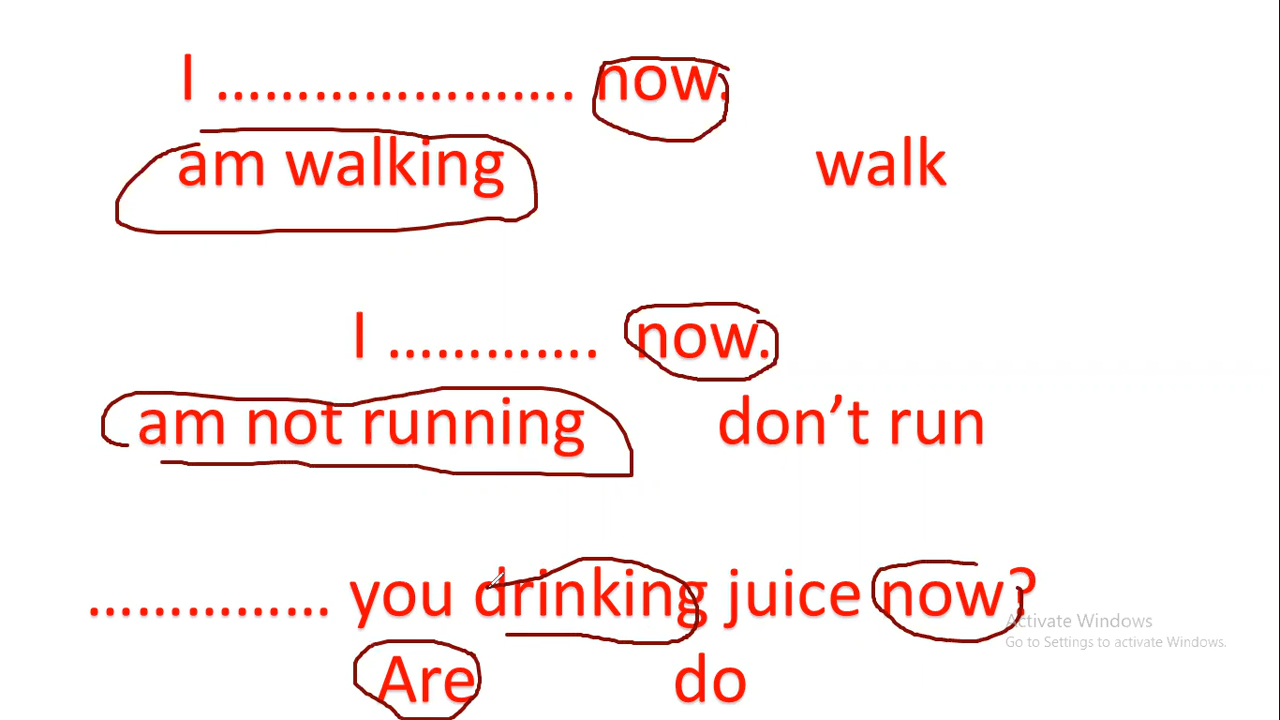 I ...................... now.
am walking walk
I ............. now.
am not running don’t run
............... you drinking juice now?
Activate Windows
Go to Settings to activate Windows.
Are do